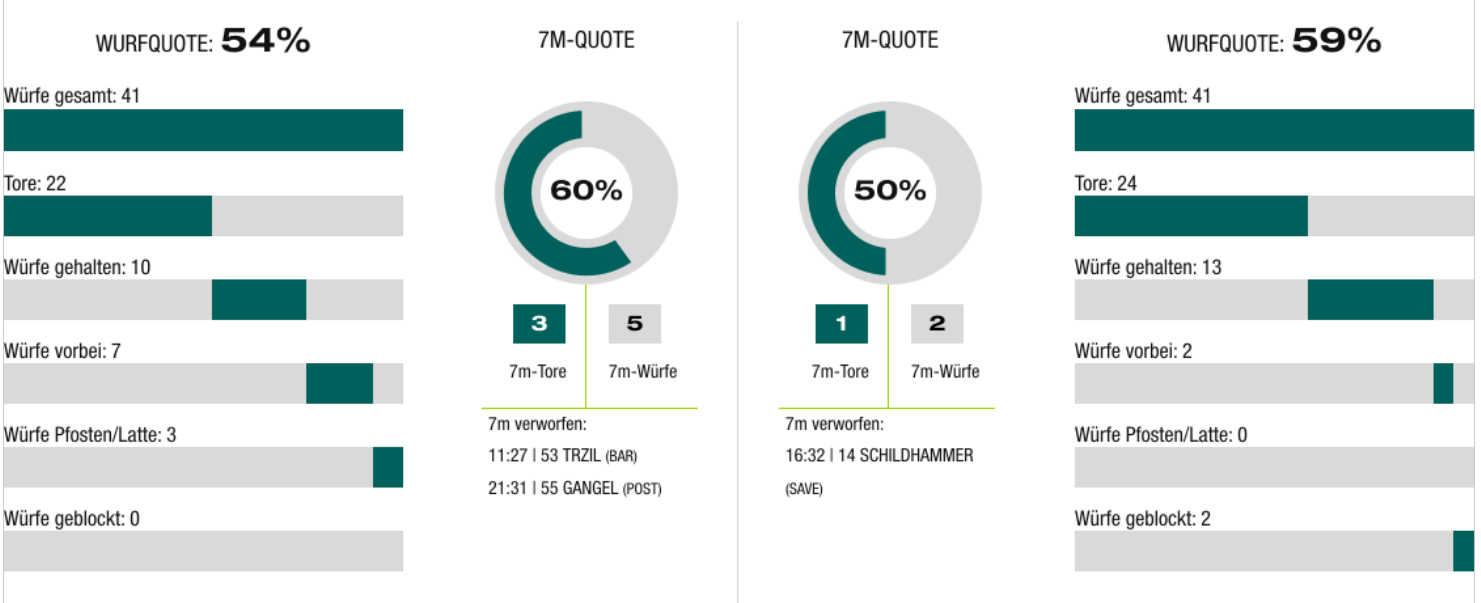 WURFQUOTE: 54%
Würfe gesamt: 41
Tore: 22
Würfe gehalten: 10
Würfe vorbei: 7
Würfe Pfosten/Latte: 3
Würfe geblockt: 0
7M-QUOTE
60%
3 5
7m-Tore 7m-Würfe
7m verworfen:
11:27 | 53 TRZIL (BAR)
21:31 | 55 GANGEL (POST)
7M-QUOTE
50%
1 2
7m-Tore 7m-Würfe
7m verworfen:
16:32 | 14 SCHILDHAMMER
(SAVE)
WURFQUOTE: 59%
Würfe gesamt: 41
Tore: 24
Würfe gehalten: 13
Würfe vorbei: 2
Würfe Pfosten/Latte: 0
Würfe geblockt: 2